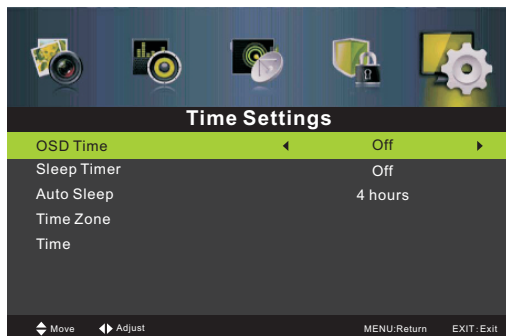 Time Settings
OSD Time Off
Sleep Timer Off
Auto Sleep 4 hours
Time Zone
Time
Move Adjust MENU:Return EXIT:Exit